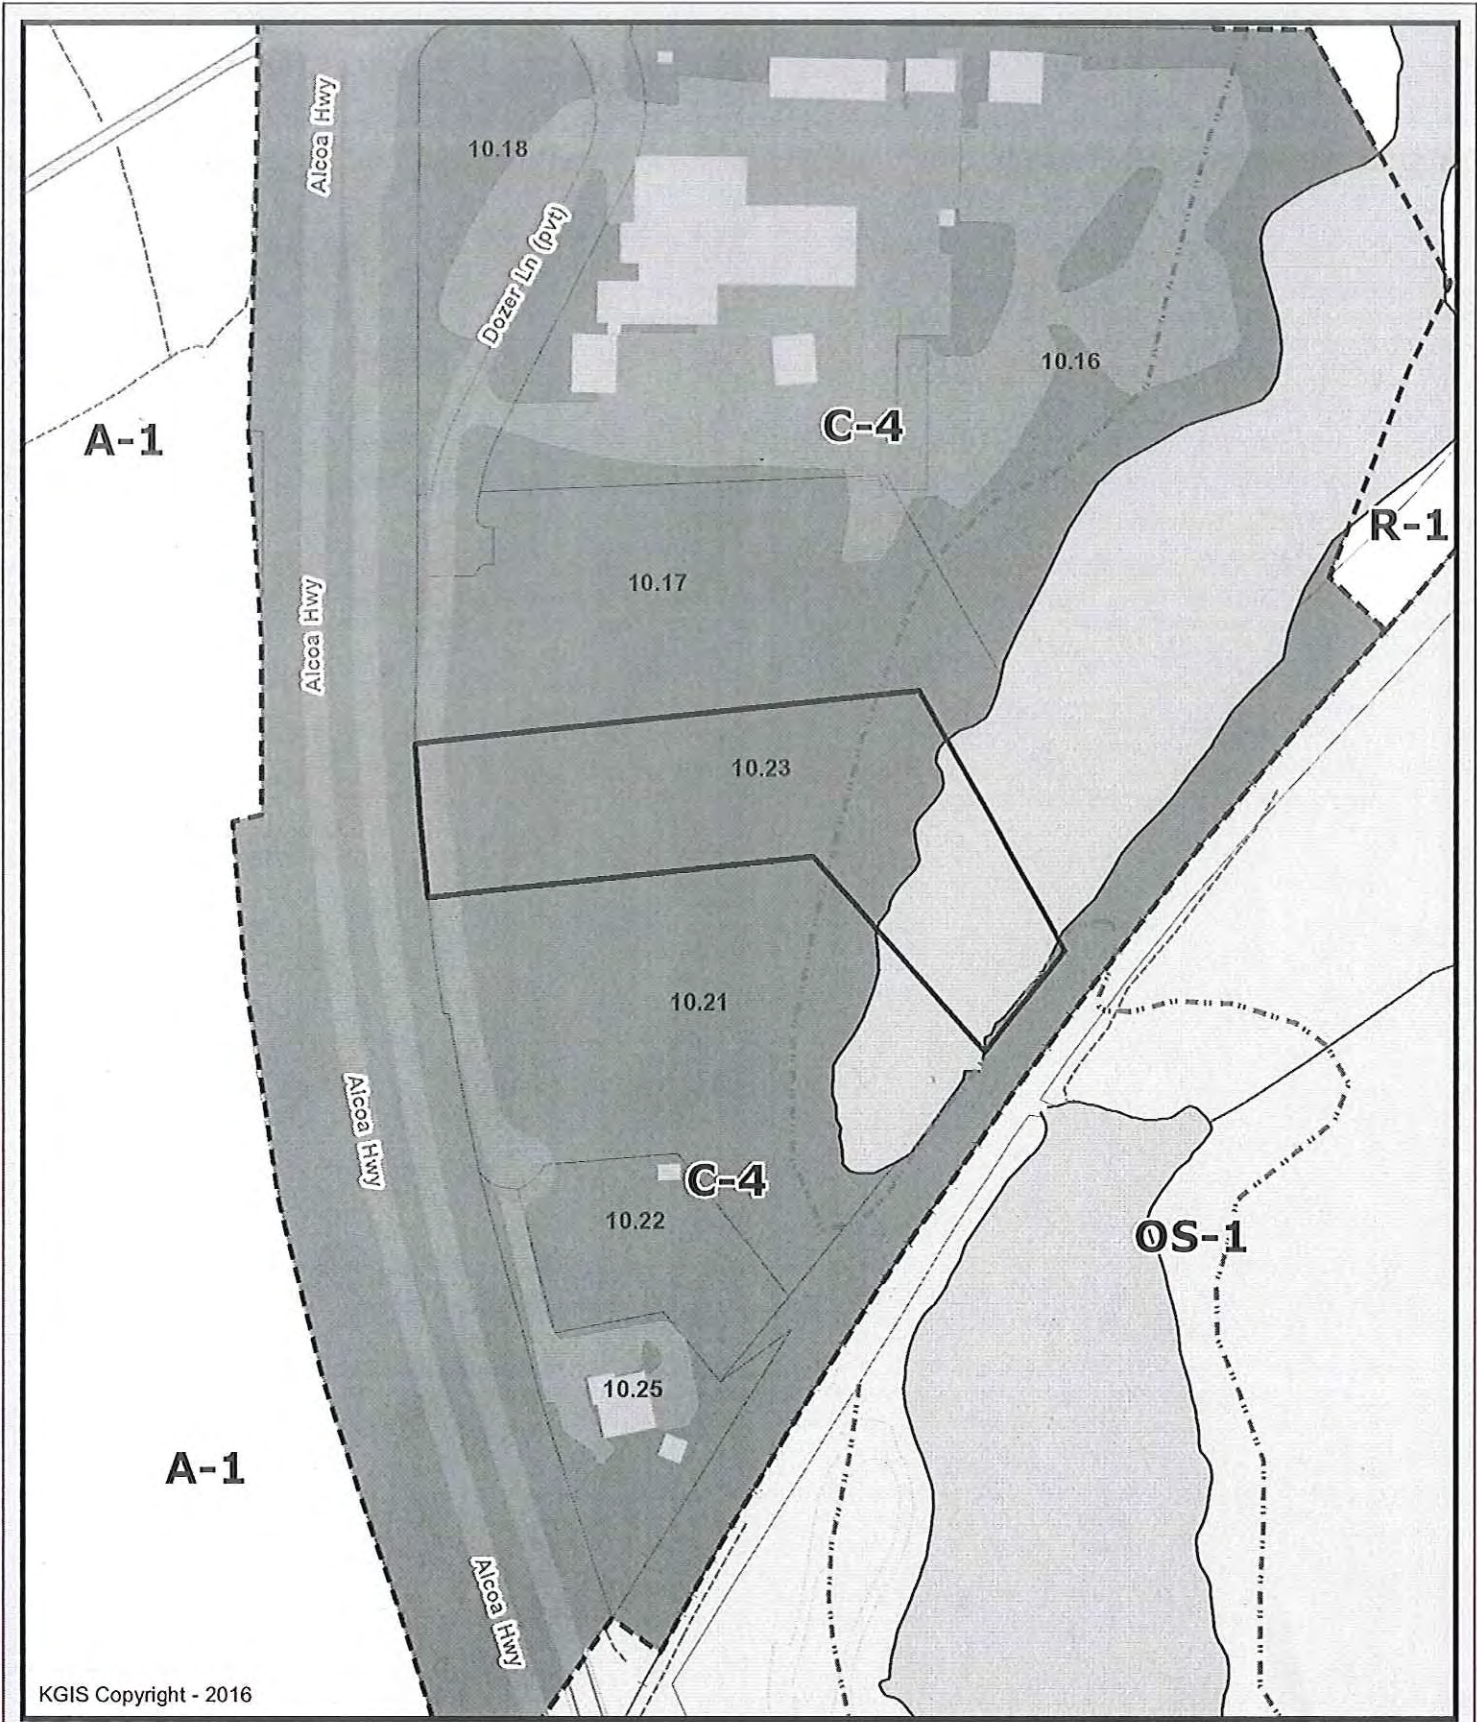 Alcoa Hwy
10.18
Dozer Ln (pvt)
10.16
C-4
A-1
R-1
10.17
Alcoa Hwy
10.23
10.21
Alcoa Hwy
C-4
10.22
OS-1
10.25
A-1
Alcoa Hwy
KGIS Copyright - 2016